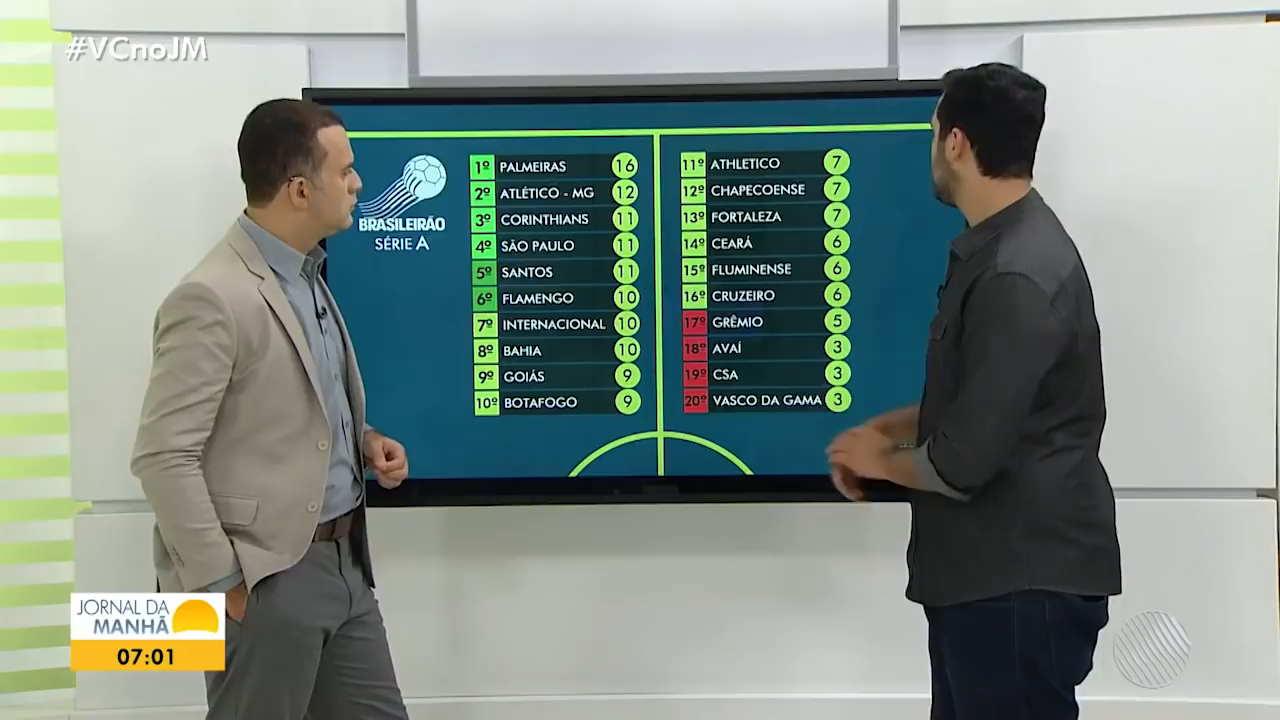 #VCnoJM
BRASILEIRÃO
SÉRIE A
1º PALMEIRAS 16
2º ATLÉTICO - MG 12
3º CORINTHIANS 11
4º SÃO PAULO 11
5º SANTOS 11
6º FLAMENGO 10
7º INTERNACIONAL 10
8º BAHIA 10
9º GOIÁS 9
10º BOTAFOGO 9
11º ATHLETICO 7
12º CHAPECOENSE 7
13º FORTALEZA 7
14º CEARÁ 6
15º FLUMINENSE 6
16º CRUZEIRO 6
17º GRÊMIO 5
18º AVAÍ 3
19º CSA 3
20º VASCO DA GAMA 3
JORNAL DA
MANHÃ
07:01